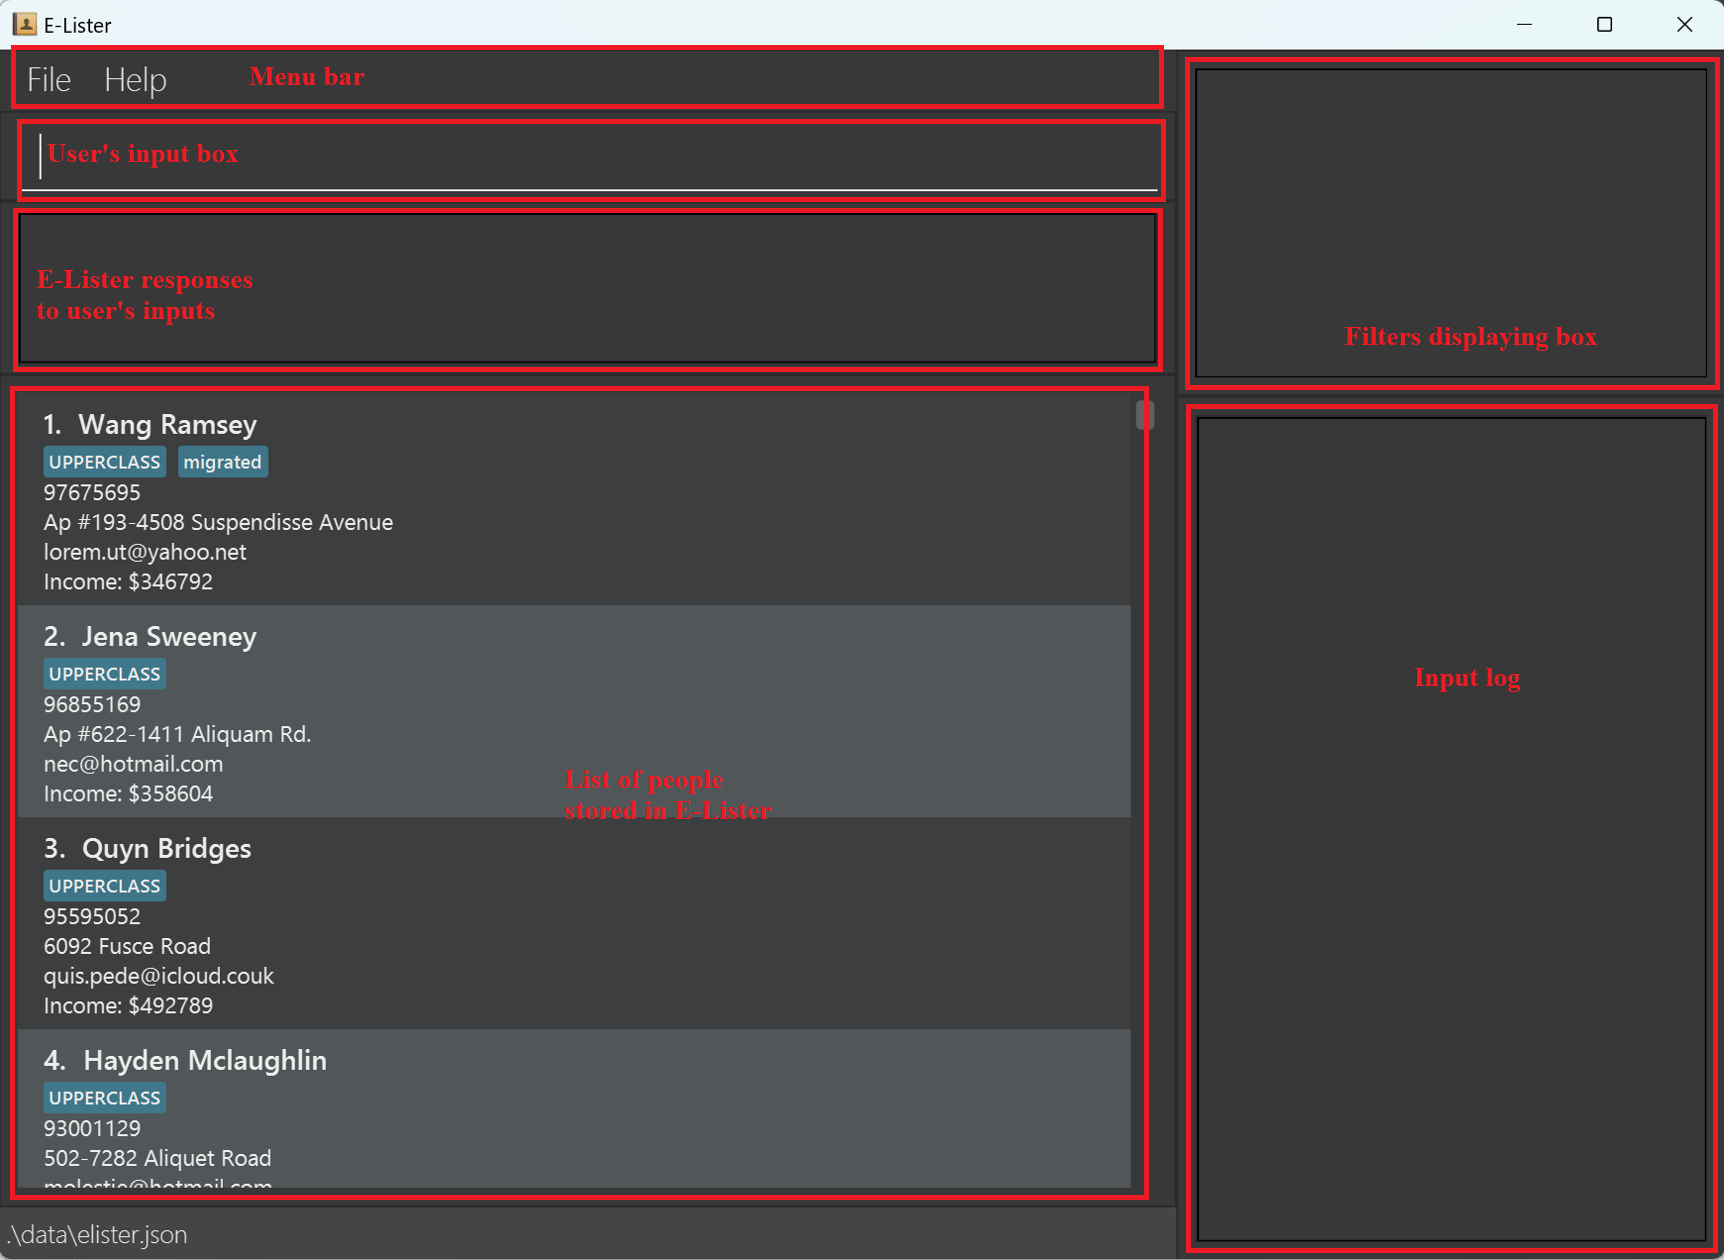 E-Lister
File Help Menu bar
User's input box
E-Lister responses
to user's inputs
Filters displaying box
1. Wang Ramsey
UPPERCLASS migrated
97675695
Ap #193-4508 Suspendisse Avenue
lorem.ut@yahoo.net
Income: $346792
2. Jena Sweeney
UPPERCLASS
96855169
Ap #622-1411 Aliquam Rd.
nec@hotmail.com
Income: $358604
List of people
stored in E-Lister
3. Quyn Bridges
UPPERCLASS
95595052
6092 Fusce Road
quis.pede@icloud.couk
Income: $492789
4. Hayden Mclaughlin
UPPERCLASS
93001129
502-7282 Aliquet Road
molestie@hotmail.com
Input log
.\data\elister.json